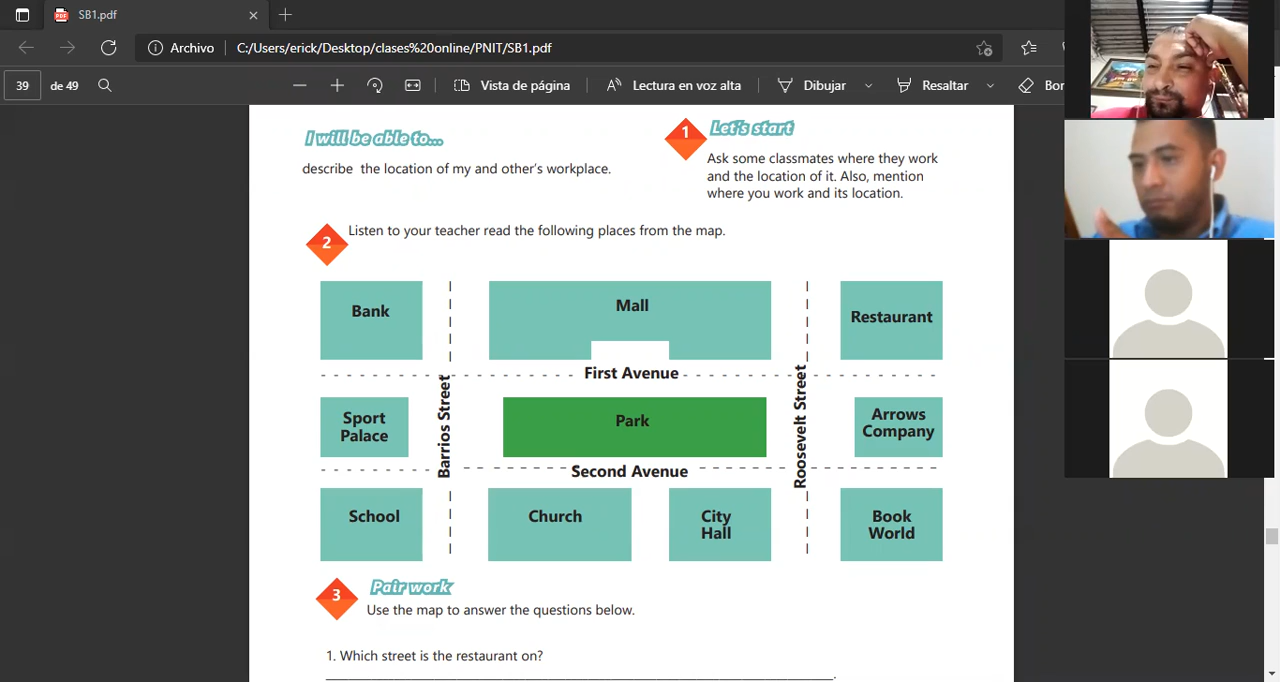 SB1.pdf
Archivo
C:/Users/erick/Desktop/clases%20online/PNIT/SB1.pdf
39
de 49
Vista de página
Lectura en voz alta
Dibujar
Resaltar
Bor
I will be able to...
describe the location of my and other's workplace.
1
Let's start
Ask some classmates where they work
and the location of it. Also, mention
where you work and its location.
2
Listen to your teacher read the following places from the map.
Bank
Mall
Restaurant
First Avenue
Sport
Palace
Barrios Street
Park
Roosevelt Street
Arrows
Company
Second Avenue
School
Church
City
Hall
Book
World
3
Pair work
Use the map to answer the questions below.
1. Which street is the restaurant on?